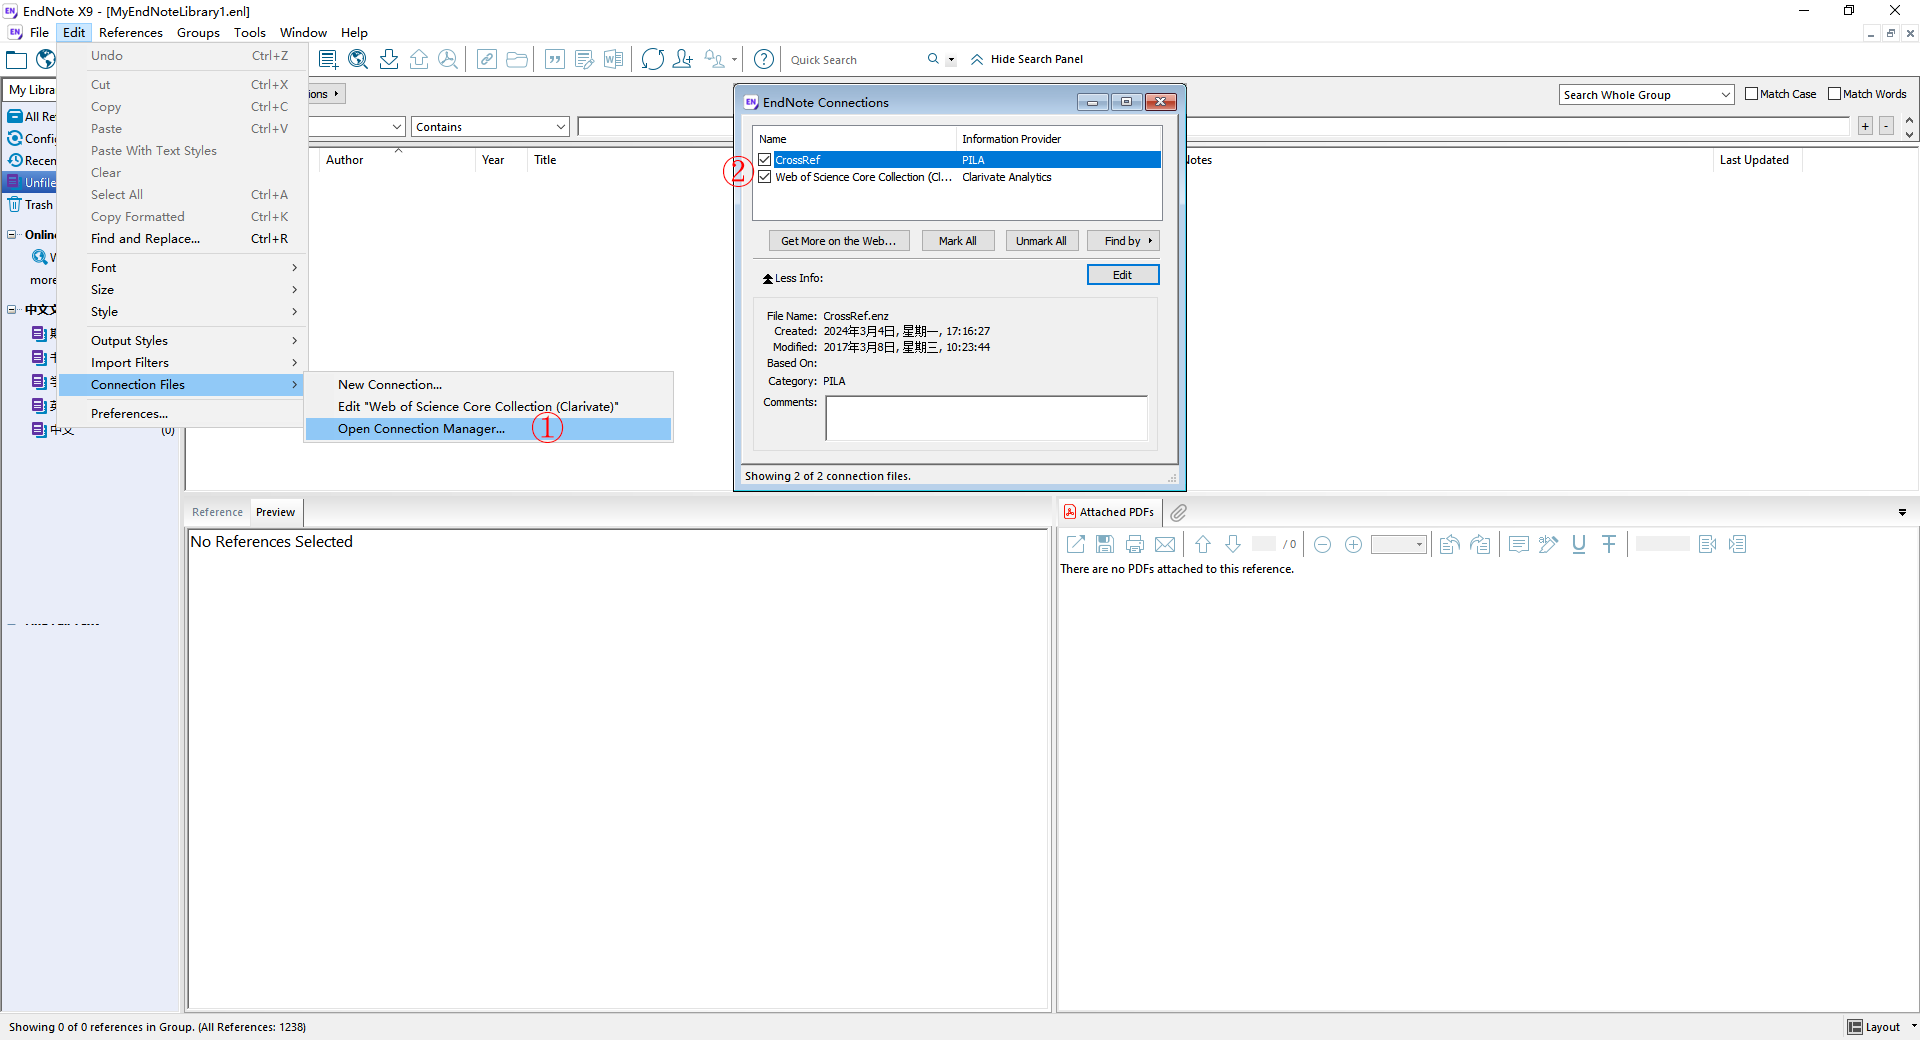 EndNote X9 - [MyEndNoteLibrary1.enl]
File Edit References Groups Tools Window Help
Quick Search
Hide Search Panel
My Libra
All Re
Config
Recen
Unfile
Trash
Online
more
中文
(0)
Undo Ctrl+Z
Cut Ctrl+X
Copy Ctrl+C
Paste Ctrl+V
Paste With Text Styles
Clear
Select All Ctrl+A
Copy Formatted Ctrl+K
Find and Replace... Ctrl+R
Font
Size
Style
Output Styles
Import Filters
Connection Files
Preferences...
New Connection...
Edit "Web of Science Core Collection (Clarivate)"
Open Connection Manager... ①
ions
Search Whole Group Match Case Match Words
Contains
+ -
Author Year Title
Notes
Last Updated
EndNote Connections
Name Information Provider
②
CrossRef PILA
Web of Science Core Collection (Cl... Clarivate Analytics
Get More on the Web... Mark All Unmark All Find by
Less Info:
Edit
File Name: CrossRef.enz
Created: 2024年3月4日, 星期一, 17:16:27
Modified: 2017年3月8日, 星期三, 10:23:44
Based On:
Category: PILA
Comments:
Showing 2 of 2 connection files.
Reference Preview
No References Selected
Attached PDFs
/ 0
There are no PDFs attached to this reference.
Showing 0 of 0 references in Group. (All References: 1238)
Layout